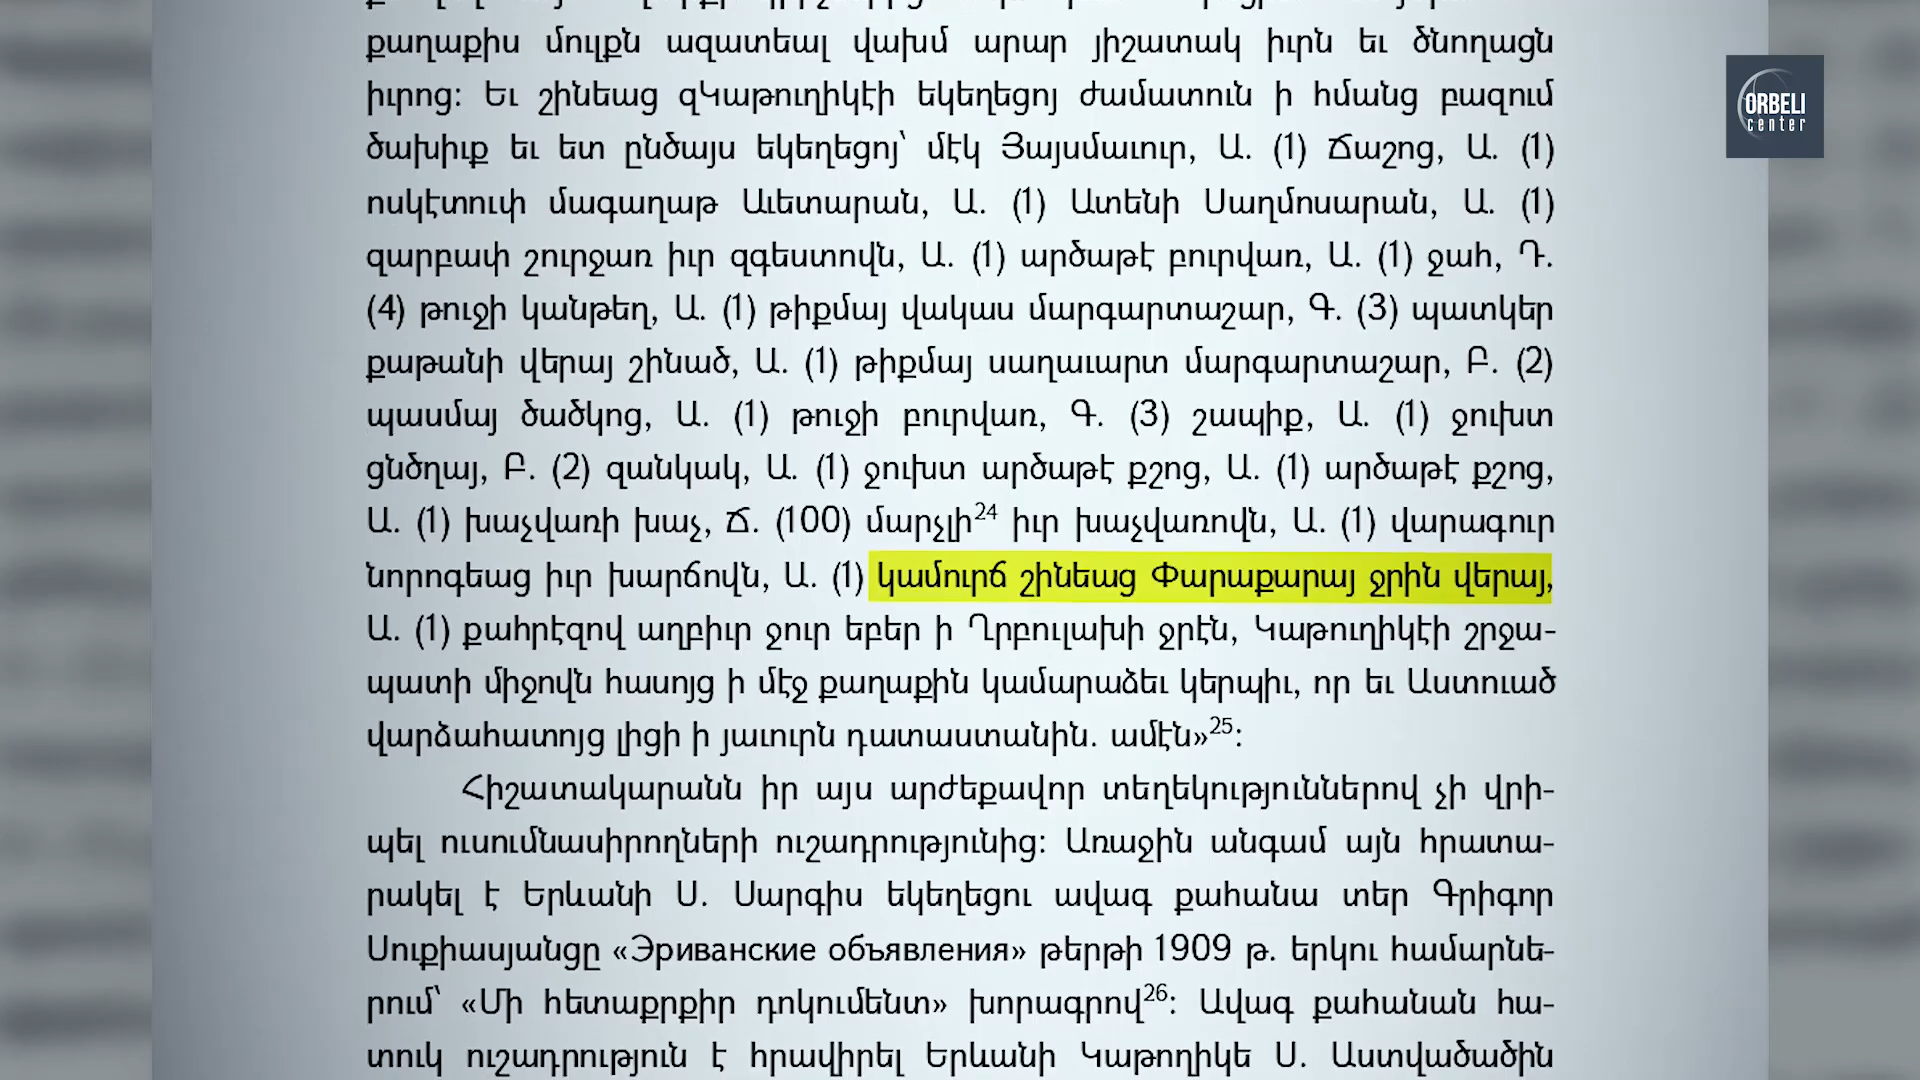 քաղաքիս մուլքն ազատեալ վախմ արար յիշատակ իւրն եւ ծնողացն
իւրոց։ Եւ շինեաց զԿաթուղիկէի եկեղեցոյ ժամատուն ի հմանց բազում
ծախիւք եւ ետ ընծայս եկեղեցոյ՝ մէկ Յայսմաւուր, Ա. (1) Ճաշոց, Ա. (1)
ոսկէտուփ մագաղաթ Աւետարան, Ա. (1) Ատենի Սաղմոսարան, Ա. (1)
զարբափ շուրջառ իւր զգեստովն, Ա. (1) արծաթէ բուրվառ, Ա. (1) ջահ, Դ.
(4) թուջի կանթեղ, Ա. (1) թիքմայ վակաս մարգարտաշար, Գ. (3) պատկեր
քաթանի վերայ շինած, Ա. (1) թիքմայ սաղաւարտ մարգարտաշար, Բ. (2)
պասմայ ծածկոց, Ա. (1) թուջի բուրվառ, Գ. (3) շապիք, Ա. (1) ջուխտ
ցնծղայ, Բ. (2) զանկակ, Ա. (1) ջուխտ արծաթէ քշոց, Ա. (1) արծաթէ քշոց,
Ա. (1) խաչվառի խաչ, Ճ. (100) մարչլի24 իւր խաչվառովն, Ա. (1) վարագուր
նորոգեաց իւր խարճովն, Ա. (1) կամուրճ շինեաց Փարաքարայ ջրին վերայ,
Ա. (1) քահրէզով աղբիւր ջուր եբեր ի Ղրբուլախի ջրէն, Կաթուղիկէի շրջա-
պատի միջովն հասոյց ի մէջ քաղաքին կամարաձեւ կերպիւ, որ եւ Աստուած
վարձահատոյց լիցի ի յաւուրն դատաստանին. ամէն»25։
Հիշատակարանն իր այս արժեքավոր տեղեկություններով չի վրի-
պել ուսումնասիրողների ուշադրությունից։ Առաջին անգամ այն հրատա-
րակել է Երևանի Ս. Սարգիս եկեղեցու ավագ քահանա տեր Գրիգոր
Սուքիասյանցը «Эриванские объявления» թերթի 1909 թ. երկու համարնե-
րում՝ «Մի հետաքրքիր դոկումենտ» խորագրով26։ Ավագ քահանան հա-
տուկ ուշադրություն է հրավիրել Երևանի Կաթողիկե Ս. Աստվածածին
ORBELI
center